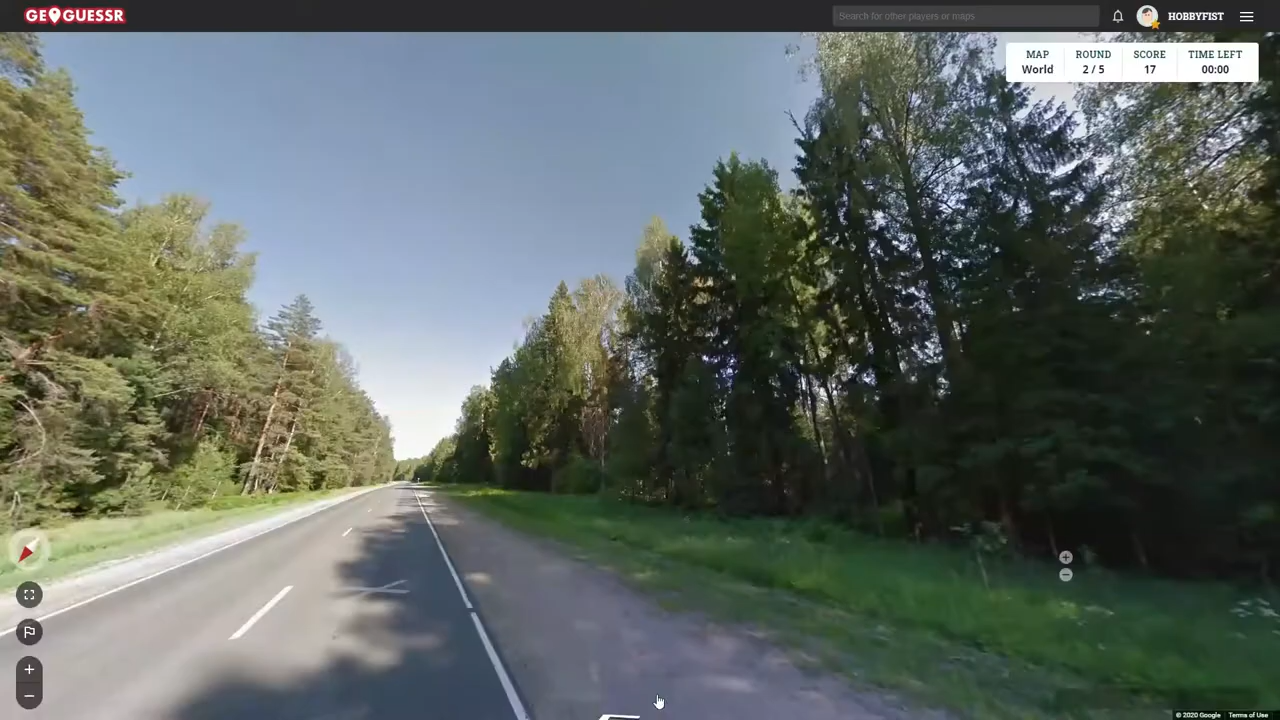 GEOGUESSR
Search for other players or maps
HOBBYFIST
MAP
World
ROUND
2 / 5
SCORE
17
TIME LEFT
00:00
© 2020 Google
Terms of Use